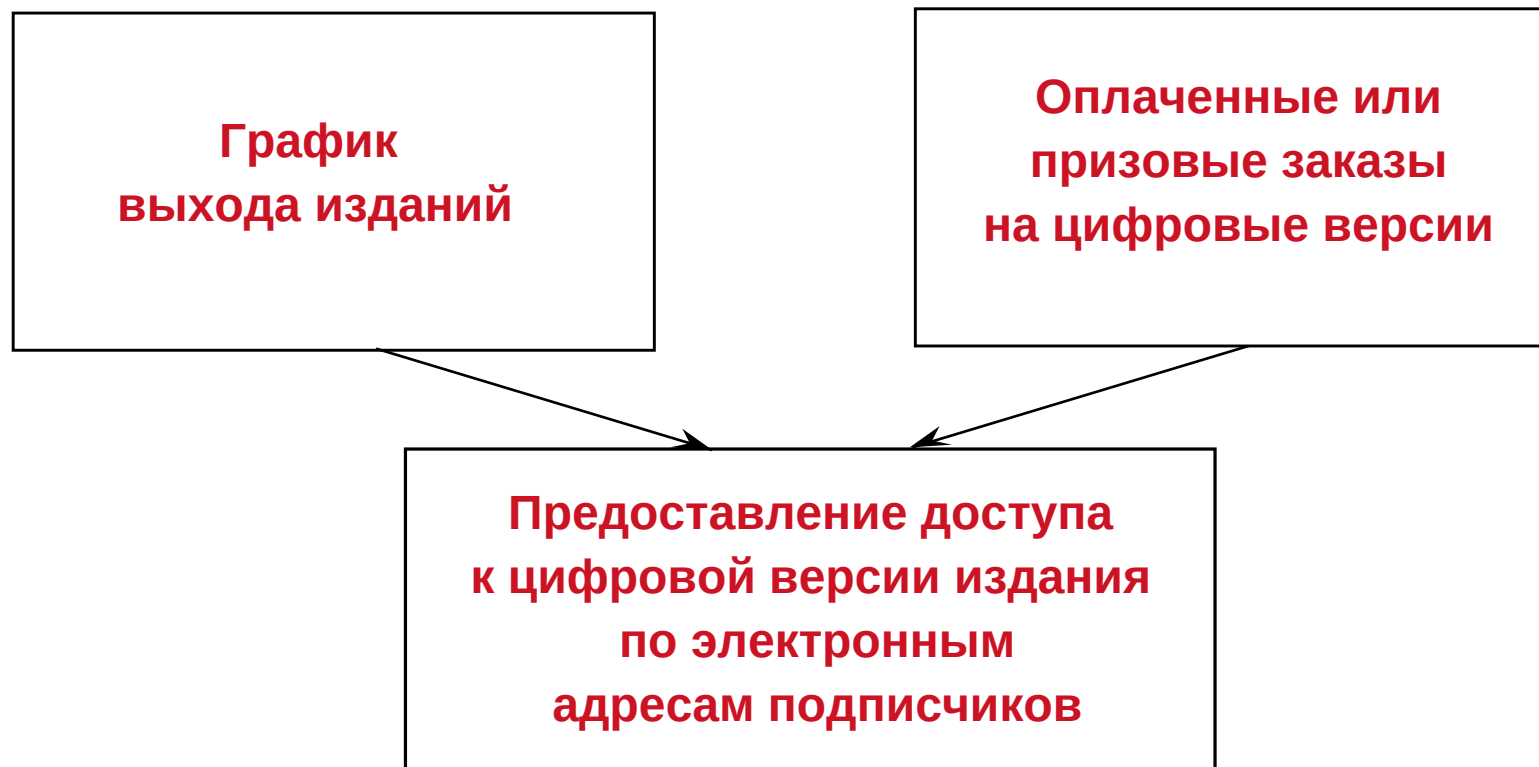 График
выхода изданий
Оплаченные или
призовые заказы
на цифровые версии
Предоставление доступа
к цифровой версии издания
по электронным
адресам подписчиков